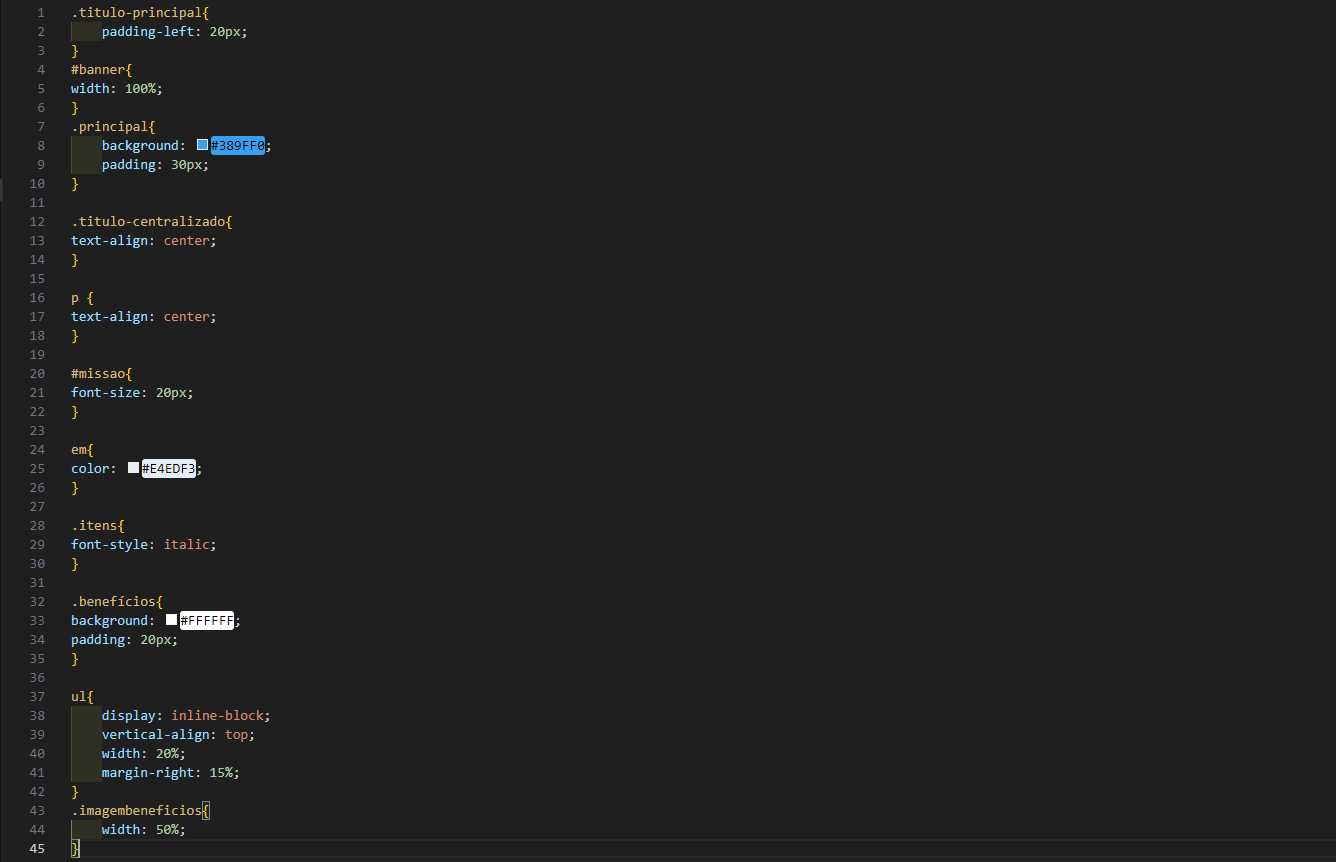 1 .titulo-principal{
2     padding-left: 20px;
3 }
4 #banner{
5 width: 100%;
6 }
7 .principal{
8     background: #389FF0;
9     padding: 30px;
10 }
11
12 .titulo-centralizado{
13 text-align: center;
14 }
15
16 p {
17 text-align: center;
18 }
19
20 #missao{
21 font-size: 20px;
22 }
23
24 em{
25 color: #E4EDF3;
26 }
27
28 .itens{
29 font-style: italic;
30 }
31
32 .benefícios{
33 background: #FFFFFF;
34 padding: 20px;
35 }
36
37 ul{
38     display: inline-block;
39     vertical-align: top;
40     width: 20%;
41     margin-right: 15%;
42 }
43 .imagembeneficios{
44     width: 50%;
45 }